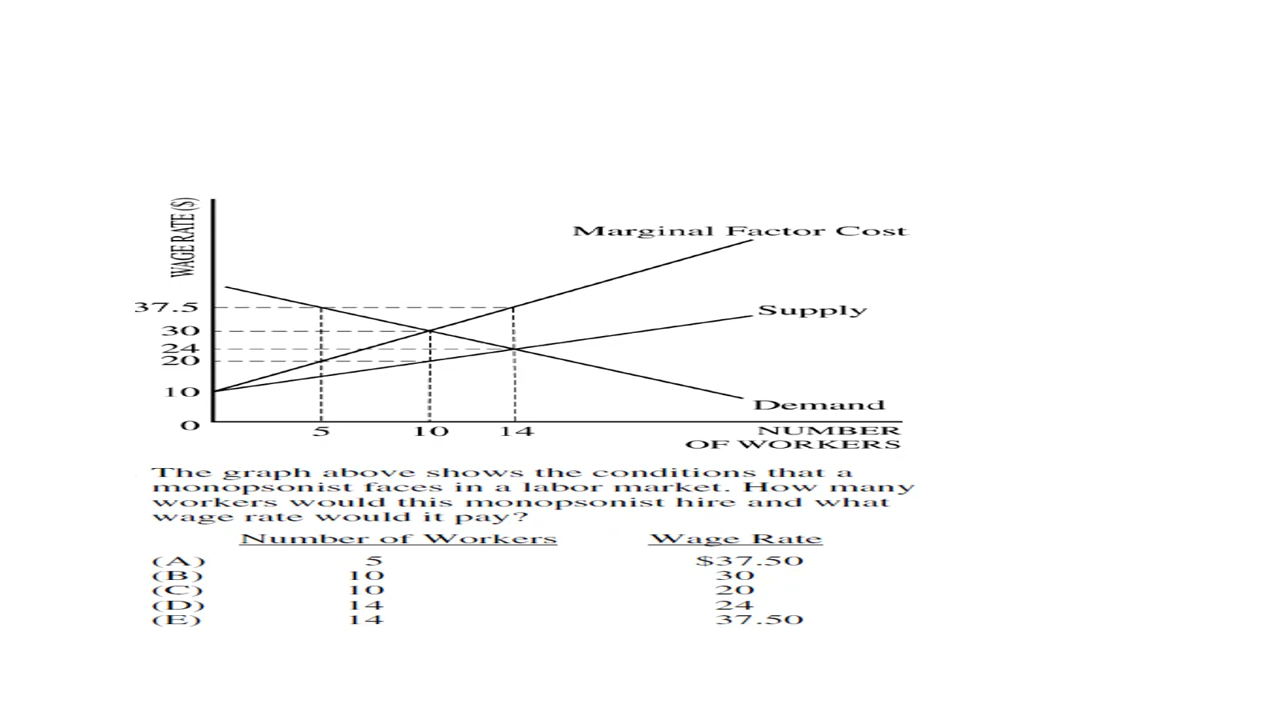 WAGE RATE ($)
Marginal Factor Cost
37.5
Supply
30
24
20
10
Demand
0
5 10 14 NUMBER
OF WORKERS
The graph above shows the conditions that a
monopsonist faces in a labor market. How many
workers would this monopsonist hire and what
wage rate would it pay?
Number of Workers Wage Rate
(A) 5 $37.50
(B) 10 30
(C) 10 20
(D) 14 24
(E) 14 37.50